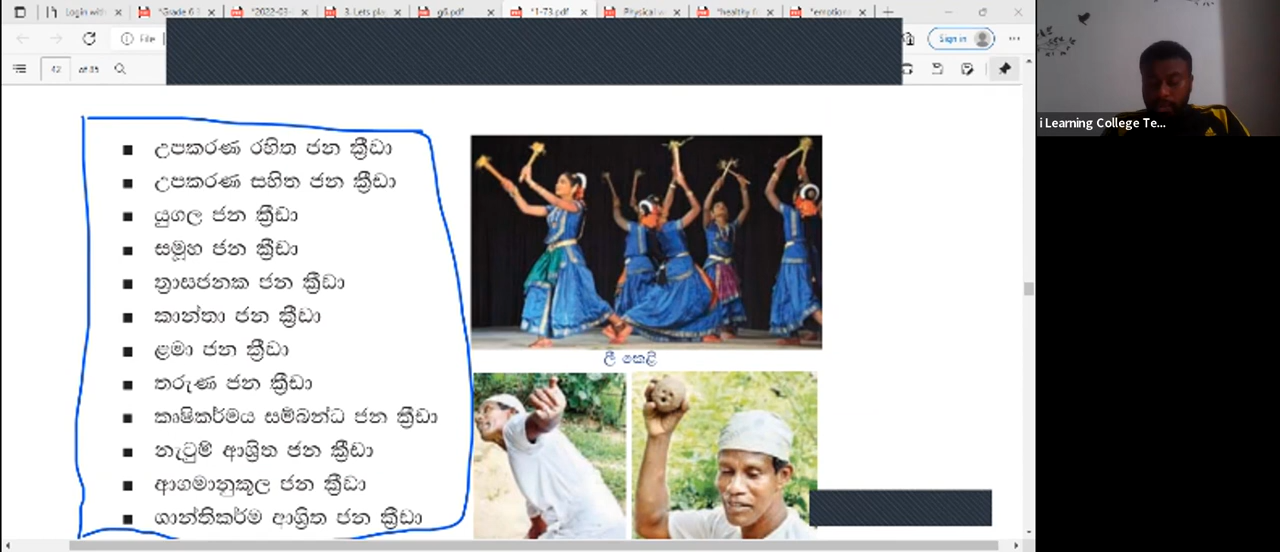 Login with
*Grade 6 1
*2022-03-
3. Lets pla
g6.pdf
*1-73.pdf
Physical w
*healthy f
*emotion
File
Sign in
42 of 85
උපකරණ රහිත ජන ක්‍රීඩා
උපකරණ සහිත ජන ක්‍රීඩා
යුගල ජන ක්‍රීඩා
සමූහ ජන ක්‍රීඩා
ත්‍රාසජනක ජන ක්‍රීඩා
කාන්තා ජන ක්‍රීඩා
ළමා ජන ක්‍රීඩා
තරුණ ජන ක්‍රීඩා
කෘෂිකර්මය සම්බන්ධ ජන ක්‍රීඩා
නැටුම් ආශ්‍රිත ජන ක්‍රීඩා
ආගමානුකූල ජන ක්‍රීඩා
ශාන්තිකර්ම ආශ්‍රිත ජන ක්‍රීඩා
ලී කෙළි
i Learning College Te...